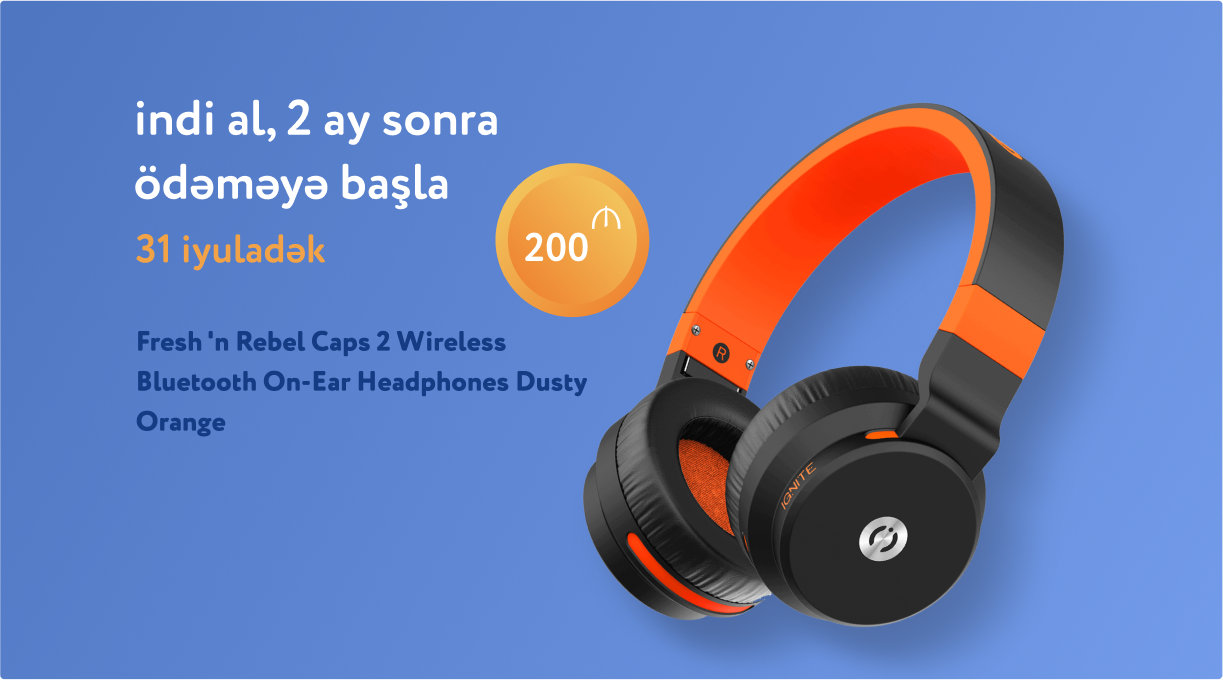 indi al, 2 ay sonra
ödəməyə başla
31 iyuladək
200 ₼
Fresh 'n Rebel Caps 2 Wireless
Bluetooth On-Ear Headphones Dusty
Orange
R
IGNITE